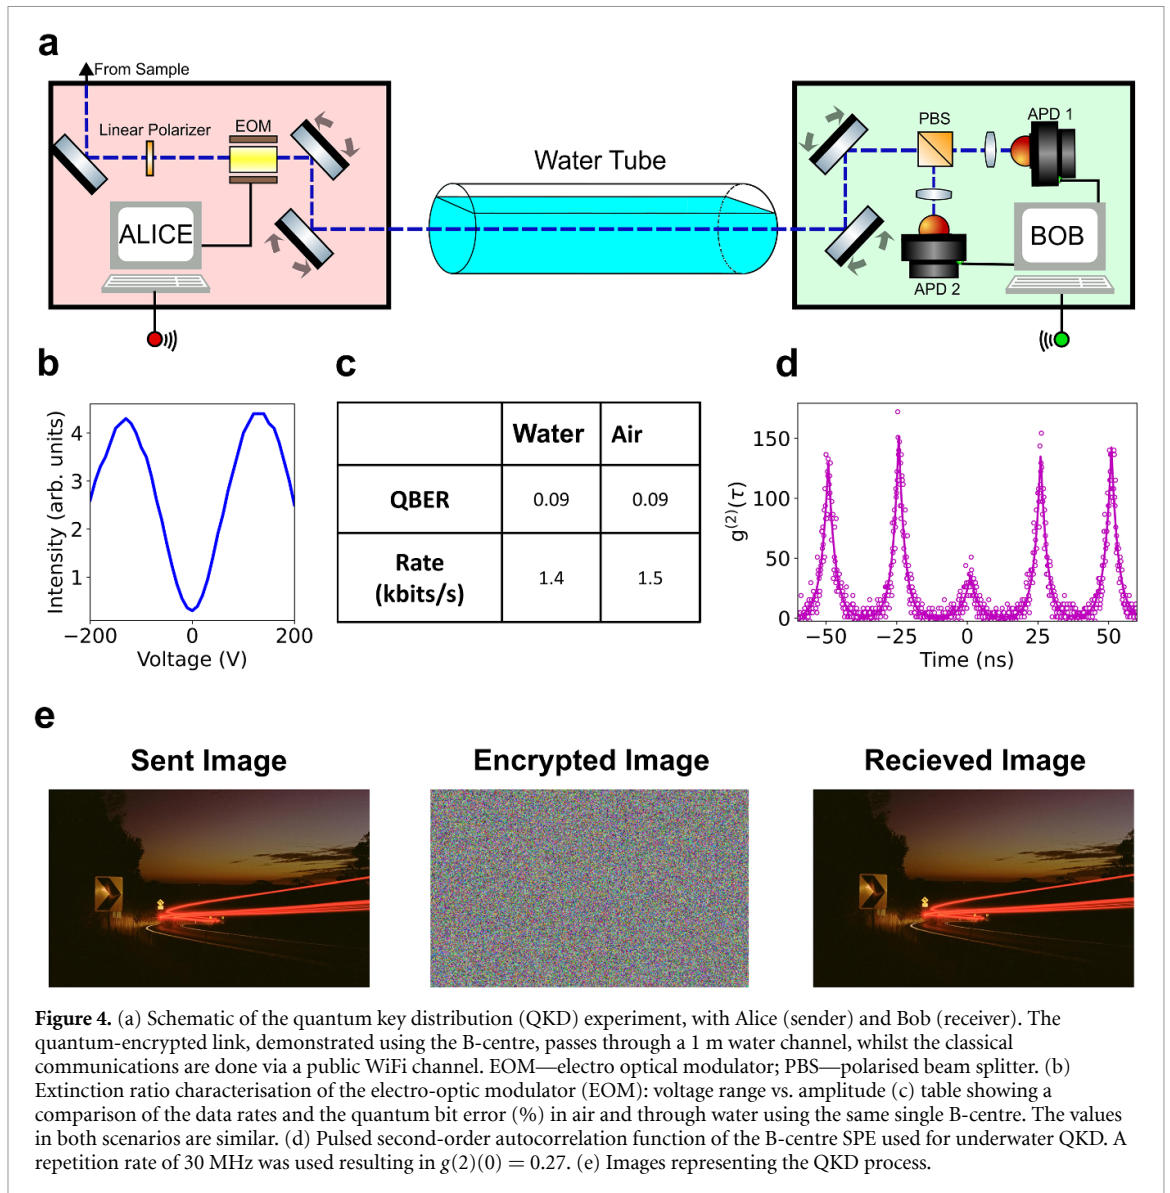 a
From Sample
Linear Polarizer
EOM
ALICE
Water Tube
PBS
APD 1
APD 2
BOB
b
Intensity (arb. units)
4
3
2
1
−200
0
200
Voltage (V)
c
Water
Air
QBER
0.09
0.09
Rate
(kbits/s)
1.4
1.5
d
g(2)(τ)
150
100
50
0
−50
−25
0
25
50
Time (ns)
e
Sent Image
Encrypted Image
Recieved Image
Figure 4. (a) Schematic of the quantum key distribution (QKD) experiment, with Alice (sender) and Bob (receiver). The
quantum-encrypted link, demonstrated using the B-centre, passes through a 1 m water channel, whilst the classical
communications are done via a public WiFi channel. EOM—electro optical modulator; PBS—polarised beam splitter. (b)
Extinction ratio characterisation of the electro-optic modulator (EOM): voltage range vs. amplitude (c) table showing a
comparison of the data rates and the quantum bit error (%) in air and through water using the same single B-centre. The values
in both scenarios are similar. (d) Pulsed second-order autocorrelation function of the B-centre SPE used for underwater QKD. A
repetition rate of 30 MHz was used resulting in g(2)(0) = 0.27. (e) Images representing the QKD process.